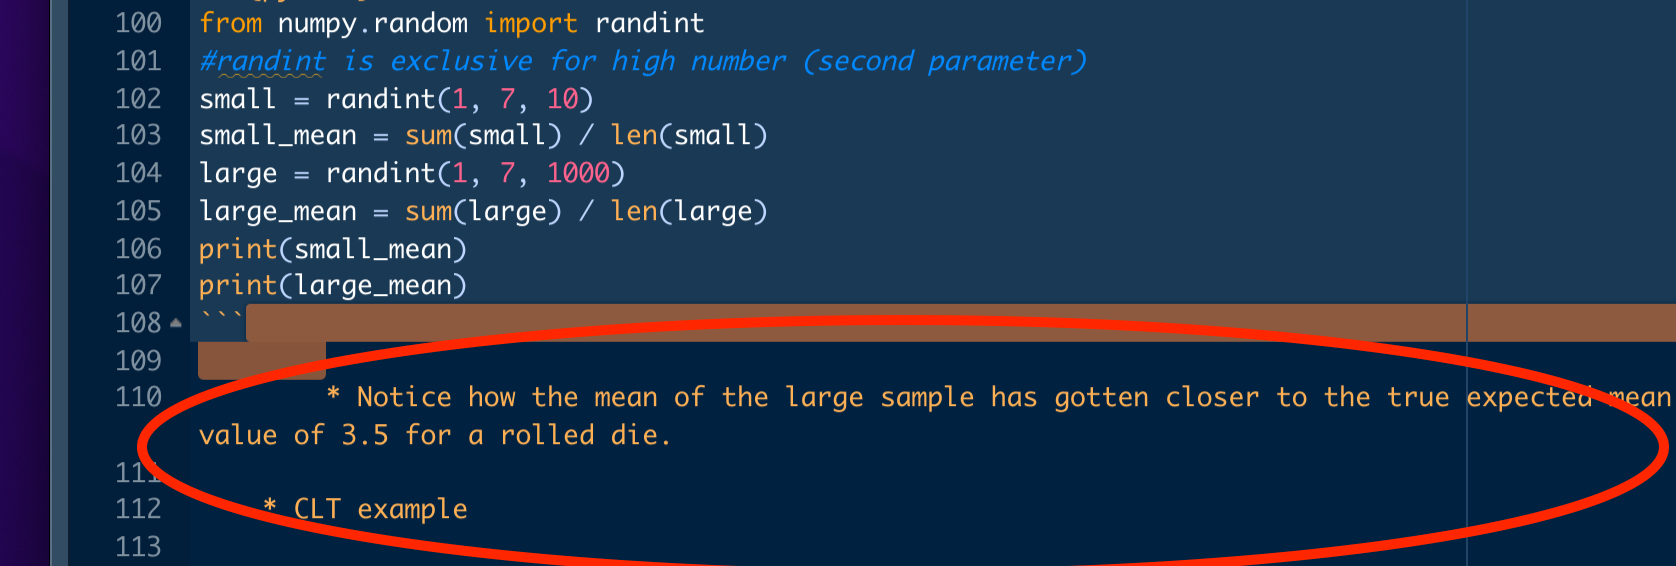 100 from numpy.random import randint
101 #randint is exclusive for high number (second parameter)
102 small = randint(1, 7, 10)
103 small_mean = sum(small) / len(small)
104 large = randint(1, 7, 1000)
105 large_mean = sum(large) / len(large)
106 print(small_mean)
107 print(large_mean)
108 ```
109
110 * Notice how the mean of the large sample has gotten closer to the true expected mean
value of 3.5 for a rolled die.
111
112 * CLT example
113